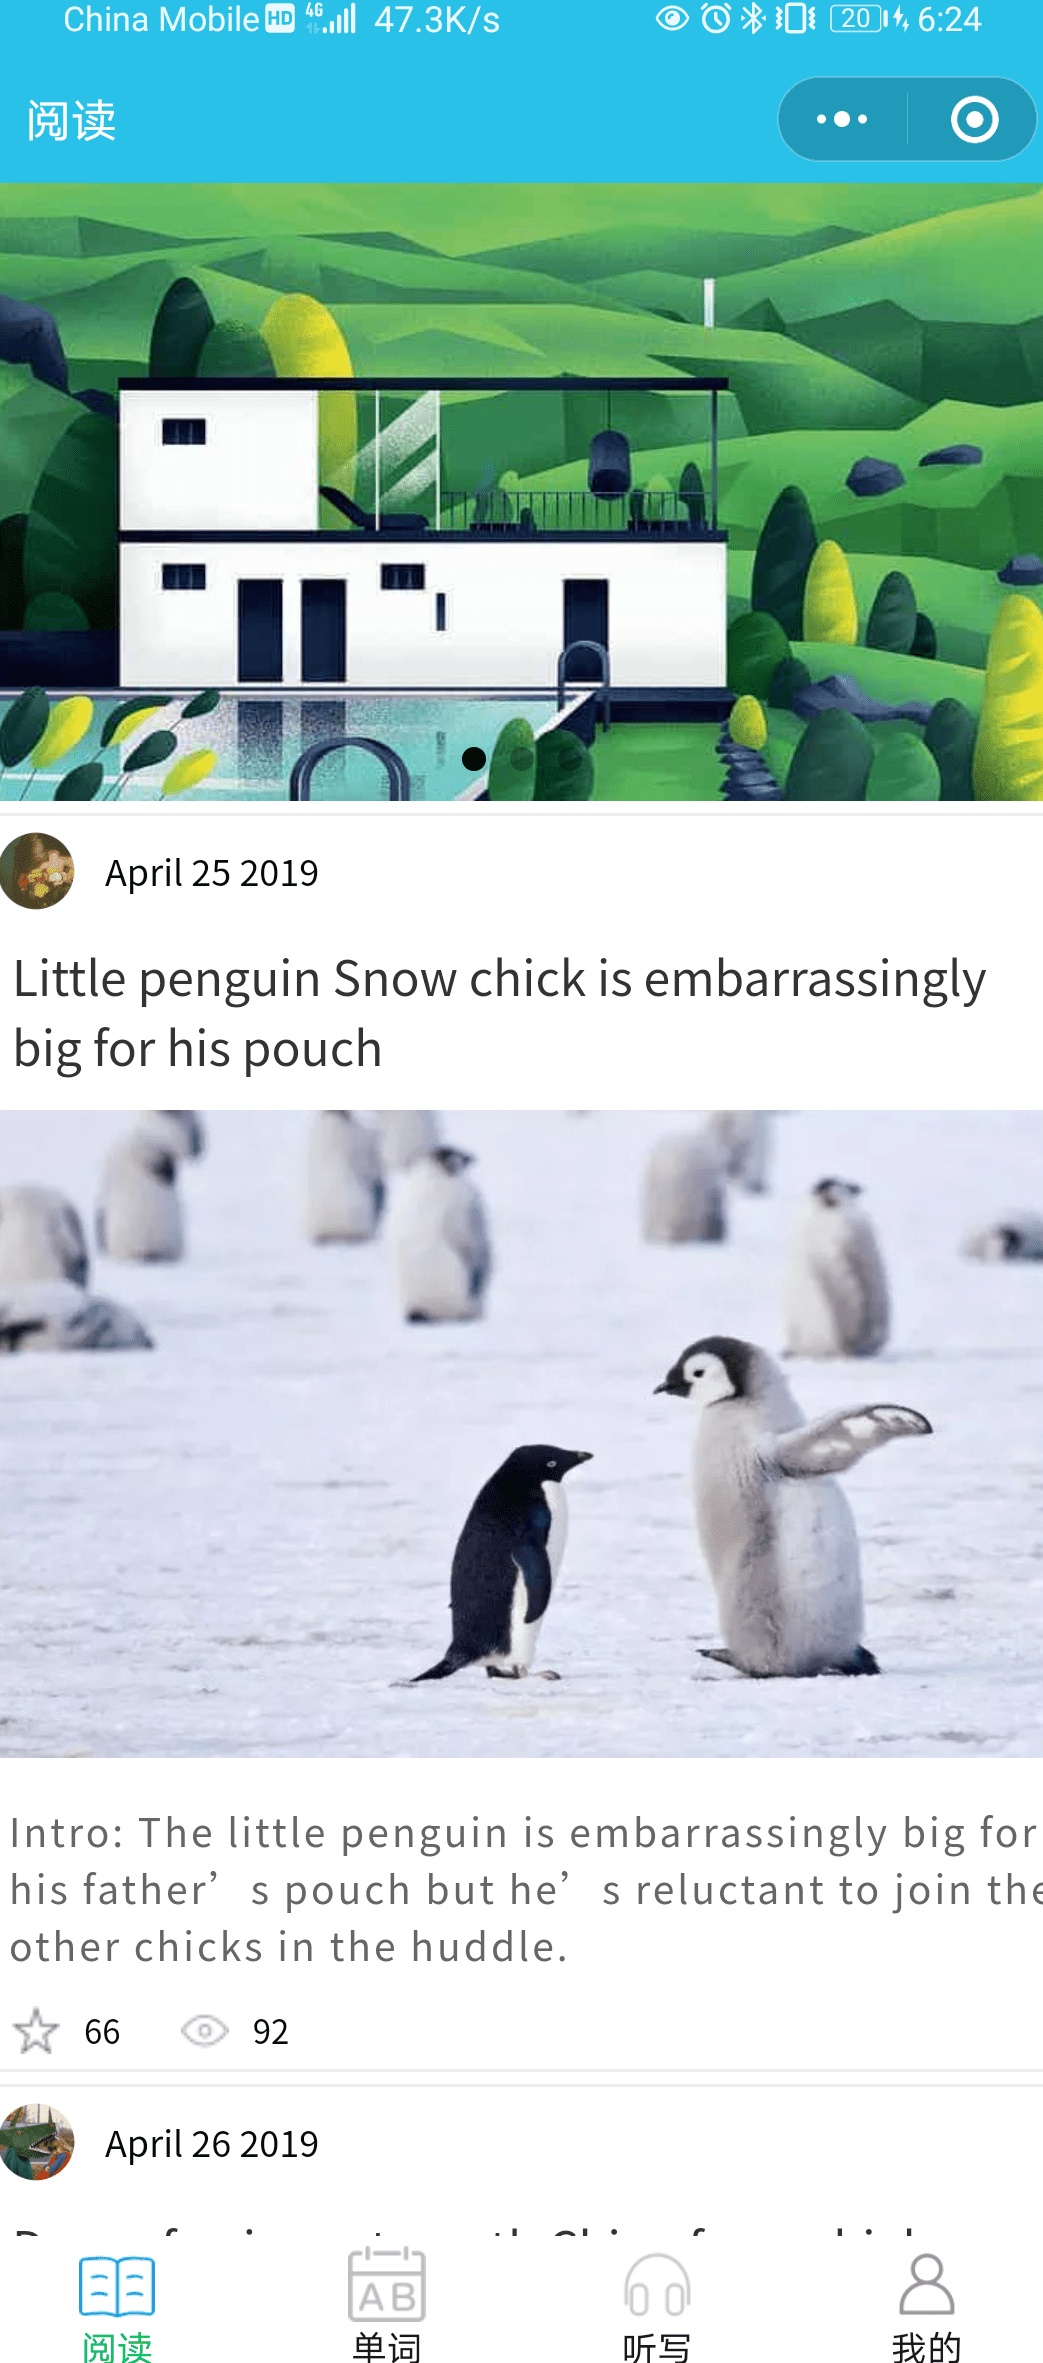 China Mobile HD 4G 47.3K/s 20 6:24
阅读
April 25 2019
Little penguin Snow chick is embarrassingly
big for his pouch
Intro: The little penguin is embarrassingly big for
his father’s pouch but he’s reluctant to join the
other chicks in the huddle.
66 92
April 26 2019
AB
阅读 单词 听写 我的